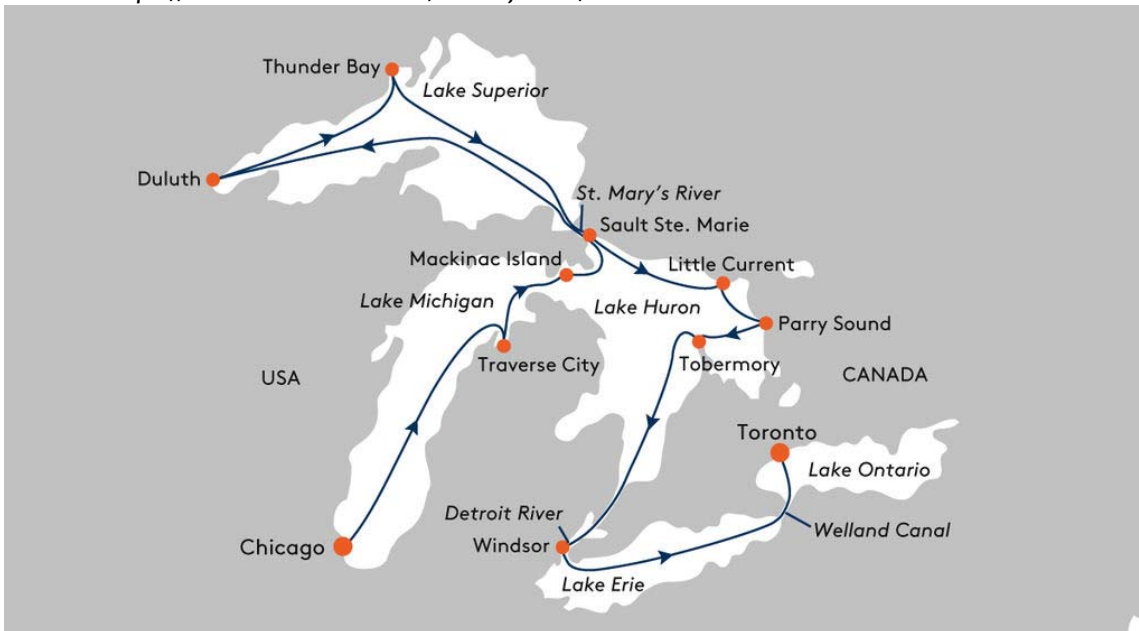 Thunder Bay
Lake Superior
Duluth
St. Mary's River
Sault Ste. Marie
Mackinac Island
Little Current
Lake Michigan
Lake Huron
Parry Sound
Traverse City
Tobermory
USA
CANADA
Toronto
Lake Ontario
Detroit River
Welland Canal
Chicago
Windsor
Lake Erie